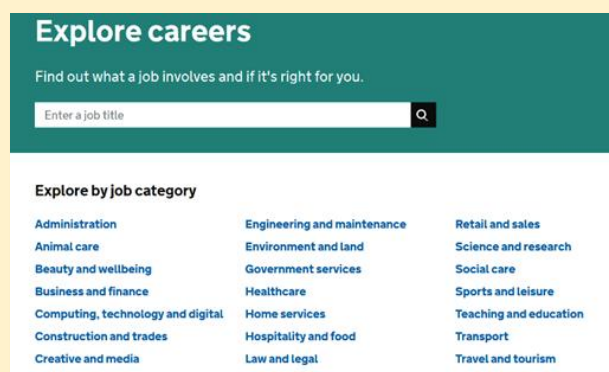 Explore careers
Find out what a job involves and if it's right for you.
Enter a job title
Explore by job category
Administration
Animal care
Beauty and wellbeing
Business and finance
Computing, technology and digital
Construction and trades
Creative and media
Engineering and maintenance
Environment and land
Government services
Healthcare
Home services
Hospitality and food
Law and legal
Retail and sales
Science and research
Social care
Sports and leisure
Teaching and education
Transport
Travel and tourism